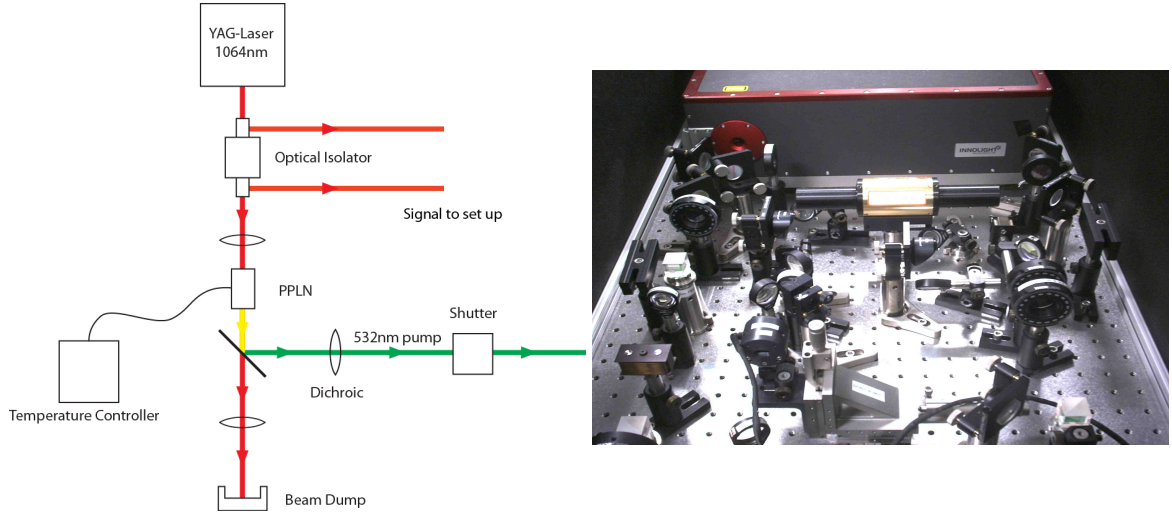 YAG-Laser
1064nm
Optical Isolator
Signal to set up
PPLN
Shutter
532nm pump
Dichroic
Temperature Controller
Beam Dump
INNOLIGHT